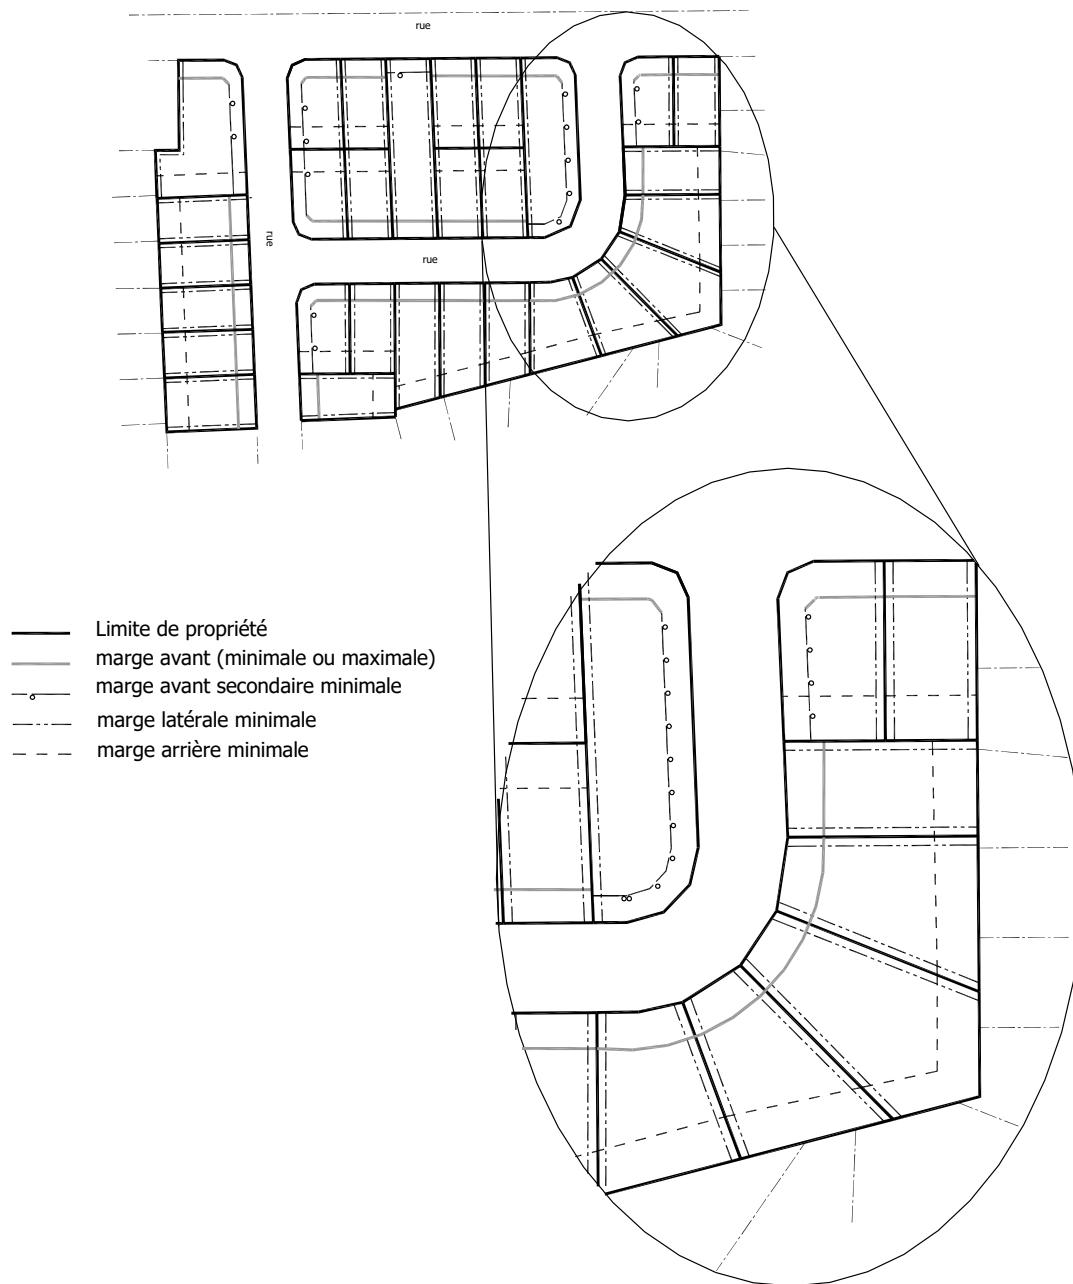 rue
rue
rue
Limite de propriété
marge avant (minimale ou maximale)
marge avant secondaire minimale
marge latérale minimale
marge arrière minimale